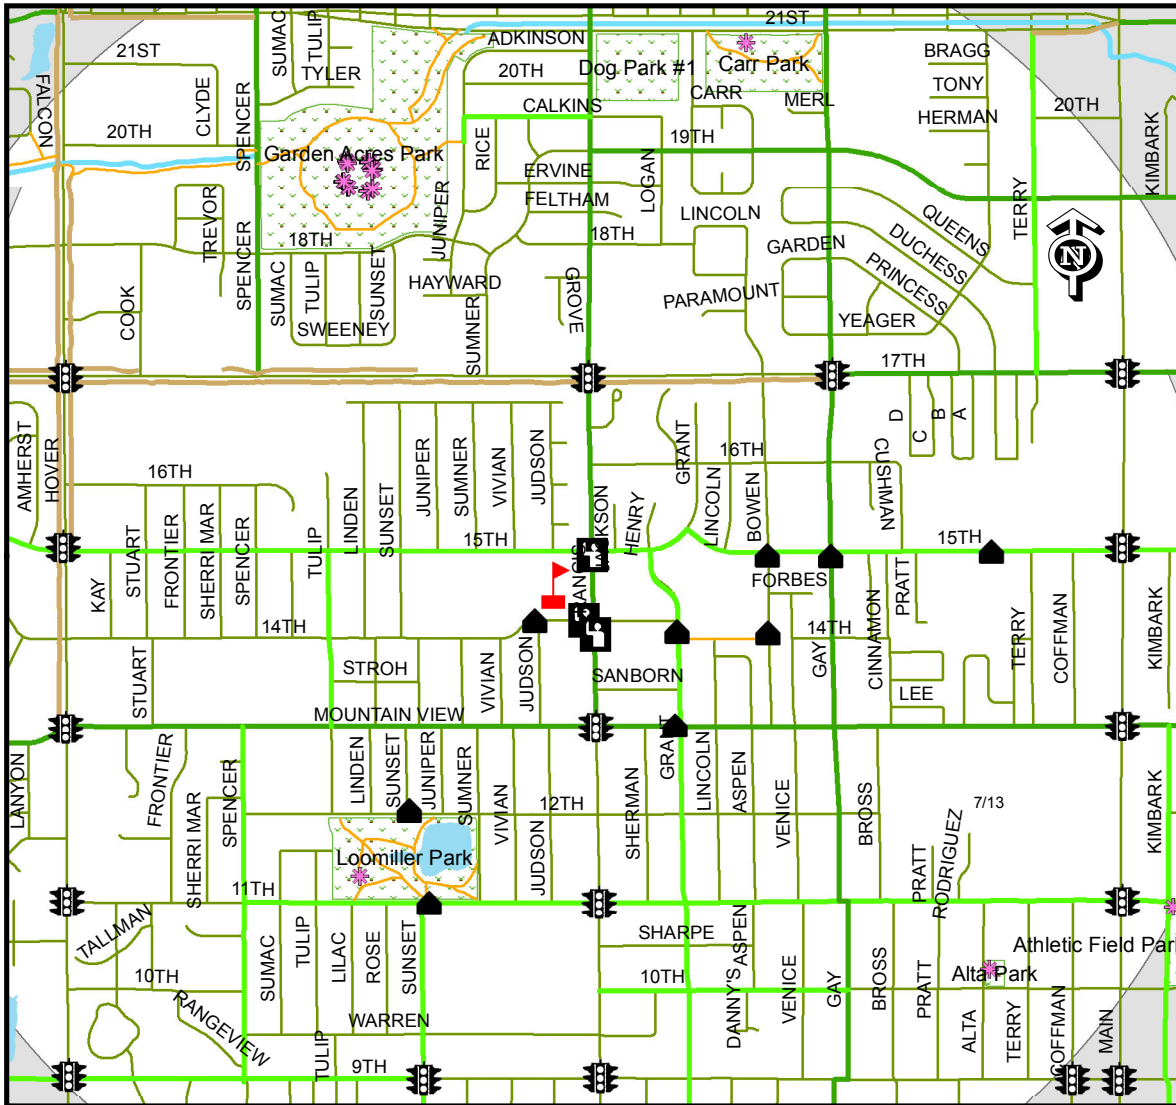 21ST
SUMAC
TULIP
ADKINSON
21ST
BRAGG
TYLER
20TH
Dog Park #1
Carr Park
TONY
FALCON
CLYDE
SPENCER
CALKINS
CARR
MERL
HERMAN
20TH
20TH
19TH
KIMBARK
Garden Acres Park
RICE
ERVINE
LOGAN
TREVOR
FELTHAM
LINCOLN
QUEENS
TERRY
SPENCER
18TH
JUNIPER
18TH
GARDEN
DUCHESS
N
SUMAC
TULIP
SUNSET
HAYWARD
GROVE
PARAMOUNT
PRINCESS
COOK
SWEENEY
SUMNER
YEAGER
17TH
AMHERST
HOVER
16TH
JUNIPER
SUMNER
VIVIAN
JUDSON
GRANT
16TH
D
C
B
A
CUSHMAN
STUART
FRONTIER
SHERRI MAR
SPENCER
TULIP
LINDEN
SUNSET
15TH
HENRY
LINCOLN
BOWEN
15TH
KAY
FORBES
PRATT
14TH
14TH
GAY
CINNAMON
TERRY
COFFMAN
KIMBARK
STUART
STROH
VIVIAN
JUDSON
SANBORN
LEE
MOUNTAIN VIEW
LANYON
FRONTIER
SHERRI MAR
SPENCER
LINDEN
SUNSET
JUNIPER
SUMNER
VIVIAN
12TH
JUDSON
SHERMAN
LINCOLN
ASPEN
VENICE
BROSS
7/13
KIMBARK
Loomiller Park
PRATT
RODRIGUEZ
11TH
TALLMAN
SUMAC
TULIP
LILAC
ROSE
SUNSET
SHARPE
ASPEN
Athletic Field Par
10TH
10TH
DANNY'S
VENICE
GAY
BROSS
PRATT
Alta Park
RANGEVIEW
WARREN
ALTA
TERRY
COFFMAN
MAIN
TULIP
9TH